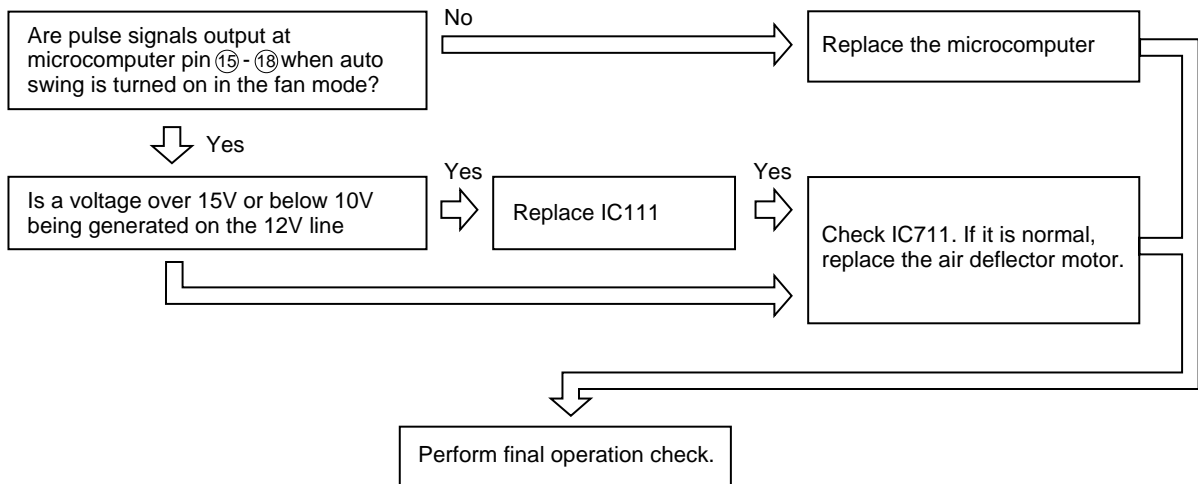 Are pulse signals output at
microcomputer pin ⑮ - ⑱ when auto
swing is turned on in the fan mode?
No
Replace the microcomputer
Yes
Is a voltage over 15V or below 10V
being generated on the 12V line
Yes
Replace IC111
Yes
Check IC711. If it is normal,
replace the air deflector motor.
Perform final operation check.